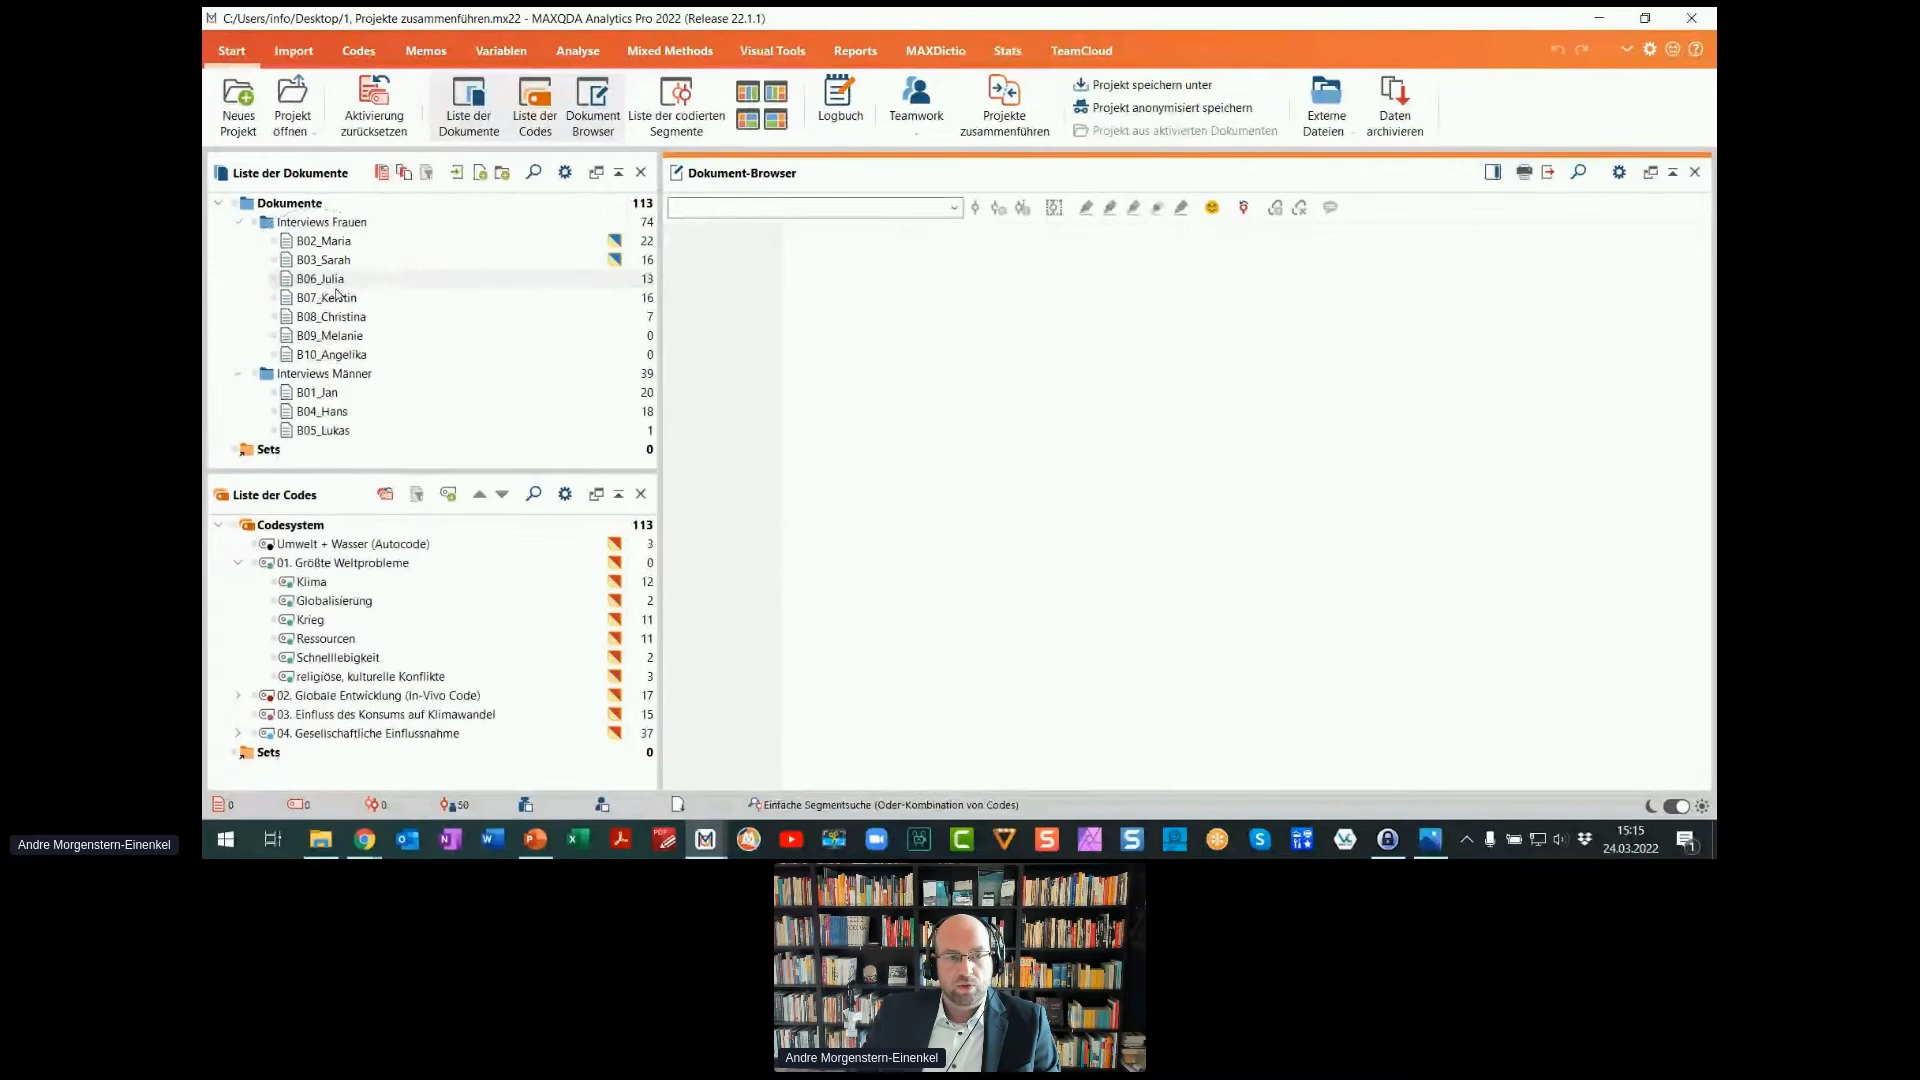 C:/Users/info/Desktop/1, Projekte zusammenführen.mx22 - MAXQDA Analytics Pro 2022 (Release 22.1.1)
Start Import Codes Memos Variablen Analyse Mixed Methods Visual Tools Reports MAXDictio Stats TeamCloud
Neues Projekt
Projekt öffnen
Aktivierung zurücksetzen
Liste der Dokumente
Liste der Codes
Dokument Browser
Liste der codierten Segmente
Logbuch
Teamwork
Projekte zusammenführen
Projekt speichern unter
Projekt anonymisiert speichern
Projekt aus aktivierten Dokumenten
Externe Dateien
Daten archivieren
Liste der Dokumente
Dokument-Browser
Dokumente 113
Interviews Frauen 74
B02_Maria 22
B03_Sarah 16
B06_Julia 13
B07_Kerstin 16
B08_Christina 7
B09_Melanie 0
B10_Angelika 0
Interviews Männer 39
B01_Jan 20
B04_Hans 18
B05_Lukas 1
Sets 0
Liste der Codes
Codesystem 113
Umwelt + Wasser (Autocode) 3
01. Größte Weltprobleme 0
Klima 12
Globalisierung 2
Krieg 11
Ressourcen 11
Schnelllebigkeit 2
religiöse, kulturelle Konflikte 3
02. Globale Entwicklung (In-Vivo Code) 17
03. Einfluss des Konsums auf Klimawandel 15
04. Gesellschaftliche Einflussnahme 37
Sets 0
0 0 0 50
Einfache Segmentsuche (Oder-Kombination von Codes)
15:15
24.03.2022
Andre Morgenstern-Einenkel
Andre Morgenstern-Einenkel